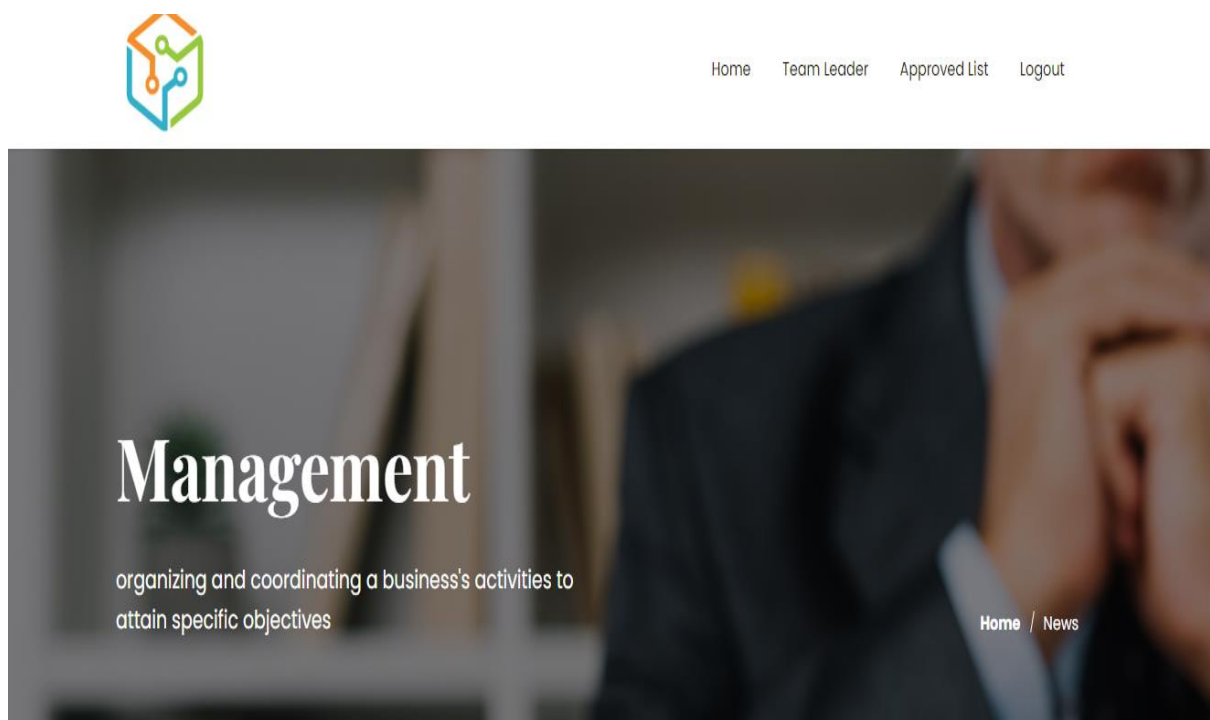 Home Team Leader Approved List Logout
Management
organizing and coordinating a business's activities to
attain specific objectives
Home / News